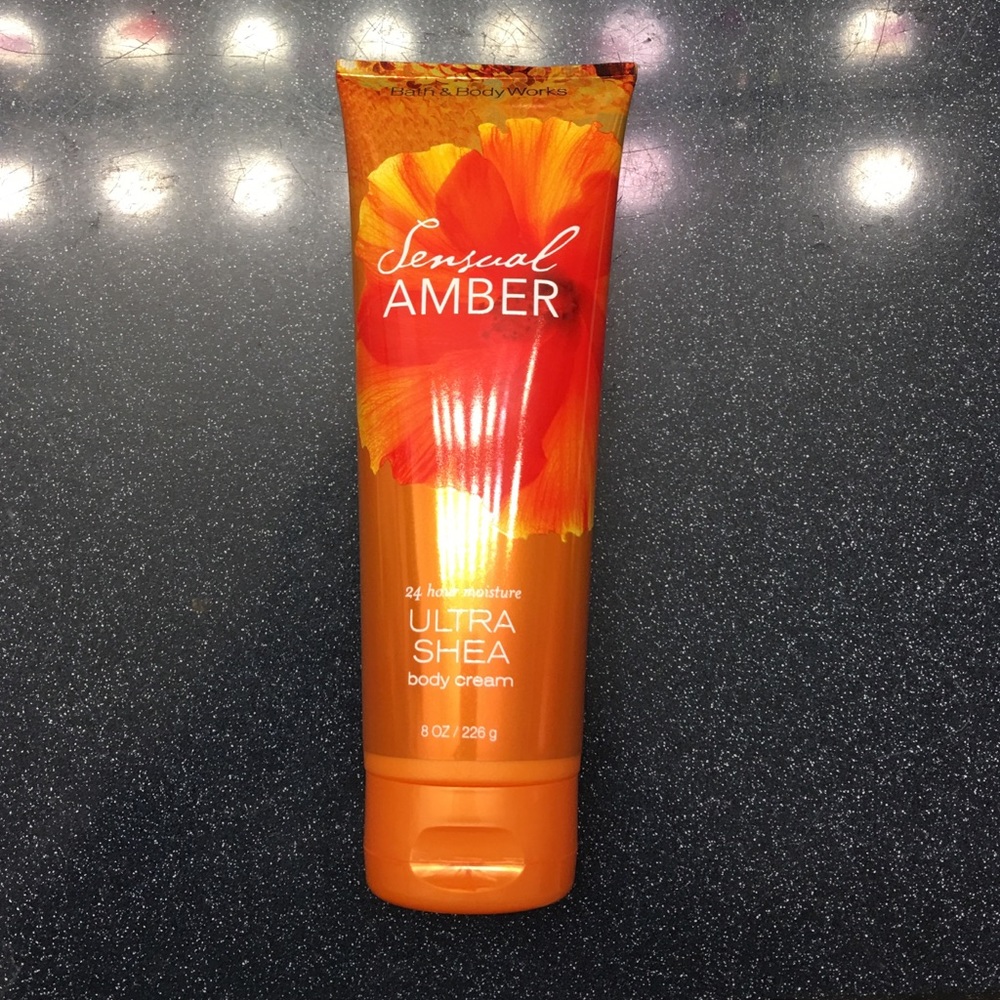 Bath & Body Works
Sensual
AMBER
24 hour moisture
ULTRA
SHEA
body cream
8 OZ / 226 g